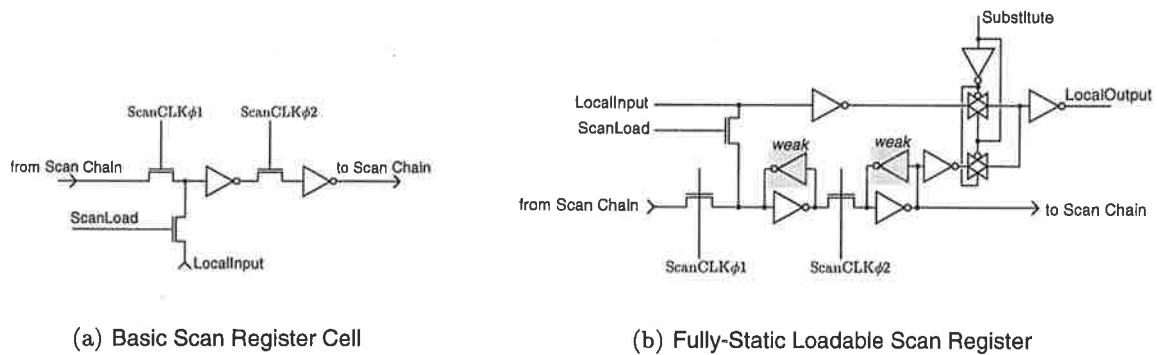 ScanCLKϕ1 ScanCLKϕ2
from Scan Chain
to Scan Chain
ScanLoad
LocalInput
(a) Basic Scan Register Cell
Substitute
LocalInput
LocalOutput
ScanLoad
weak weak
from Scan Chain
to Scan Chain
ScanCLKϕ1 ScanCLKϕ2
(b) Fully-Static Loadable Scan Register